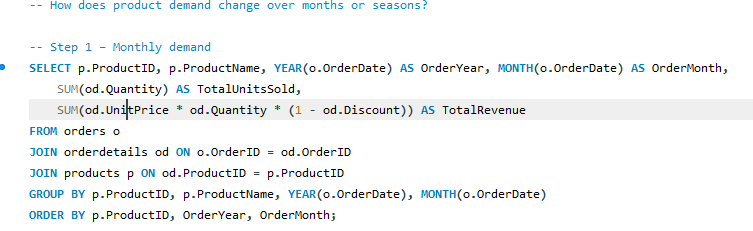 -- How does product demand change over months or seasons?
-- Step 1 – Monthly demand
SELECT p.ProductID, p.ProductName, YEAR(o.OrderDate) AS OrderYear, MONTH(o.OrderDate) AS OrderMonth,
SUM(od.Quantity) AS TotalUnitsSold,
SUM(od.UnitPrice * od.Quantity * (1 - od.Discount)) AS TotalRevenue
FROM orders o
JOIN orderdetails od ON o.OrderID = od.OrderID
JOIN products p ON od.ProductID = p.ProductID
GROUP BY p.ProductID, p.ProductName, YEAR(o.OrderDate), MONTH(o.OrderDate)
ORDER BY p.ProductID, OrderYear, OrderMonth;